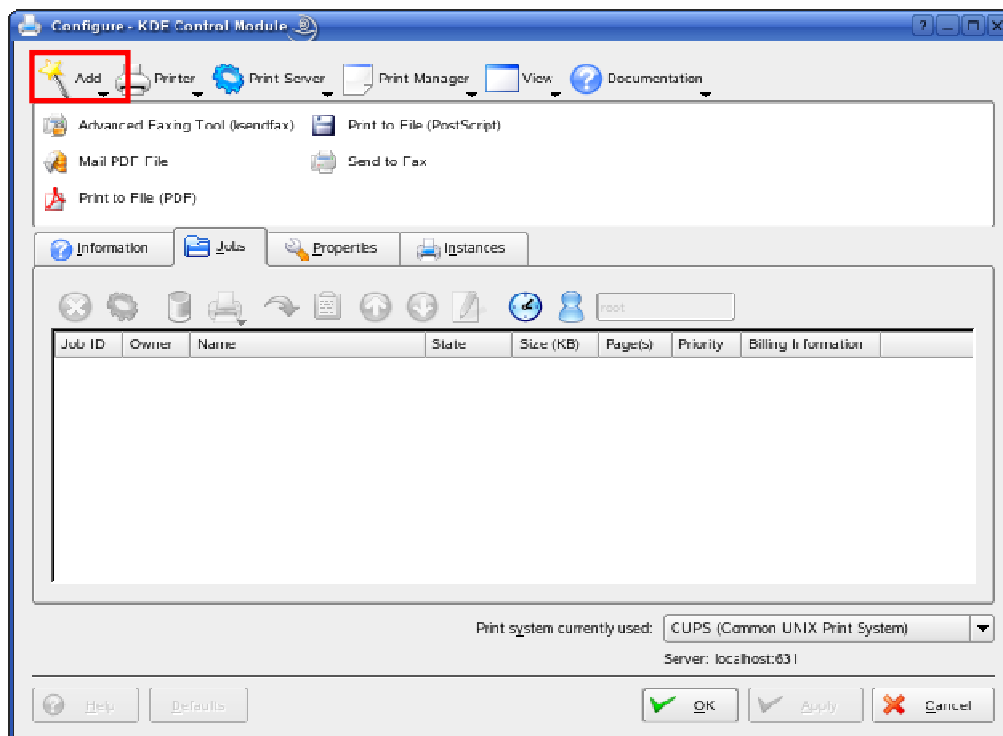 Configure - KDE Control Module
Add Printer Print Server Print Manager View Documentation
Advanced Faxing Tool (ksendfax) Print to File (PostScript)
Mail PDF File Send to Fax
Print to File (PDF)
Information Jobs Properties Instances
root
Job ID Owner Name State Size (KB) Page(s) Priority Billing Information
Print system currently used: CUPS (Common UNIX Print System)
Server: localhost:631
Help Defaults OK Apply Cancel